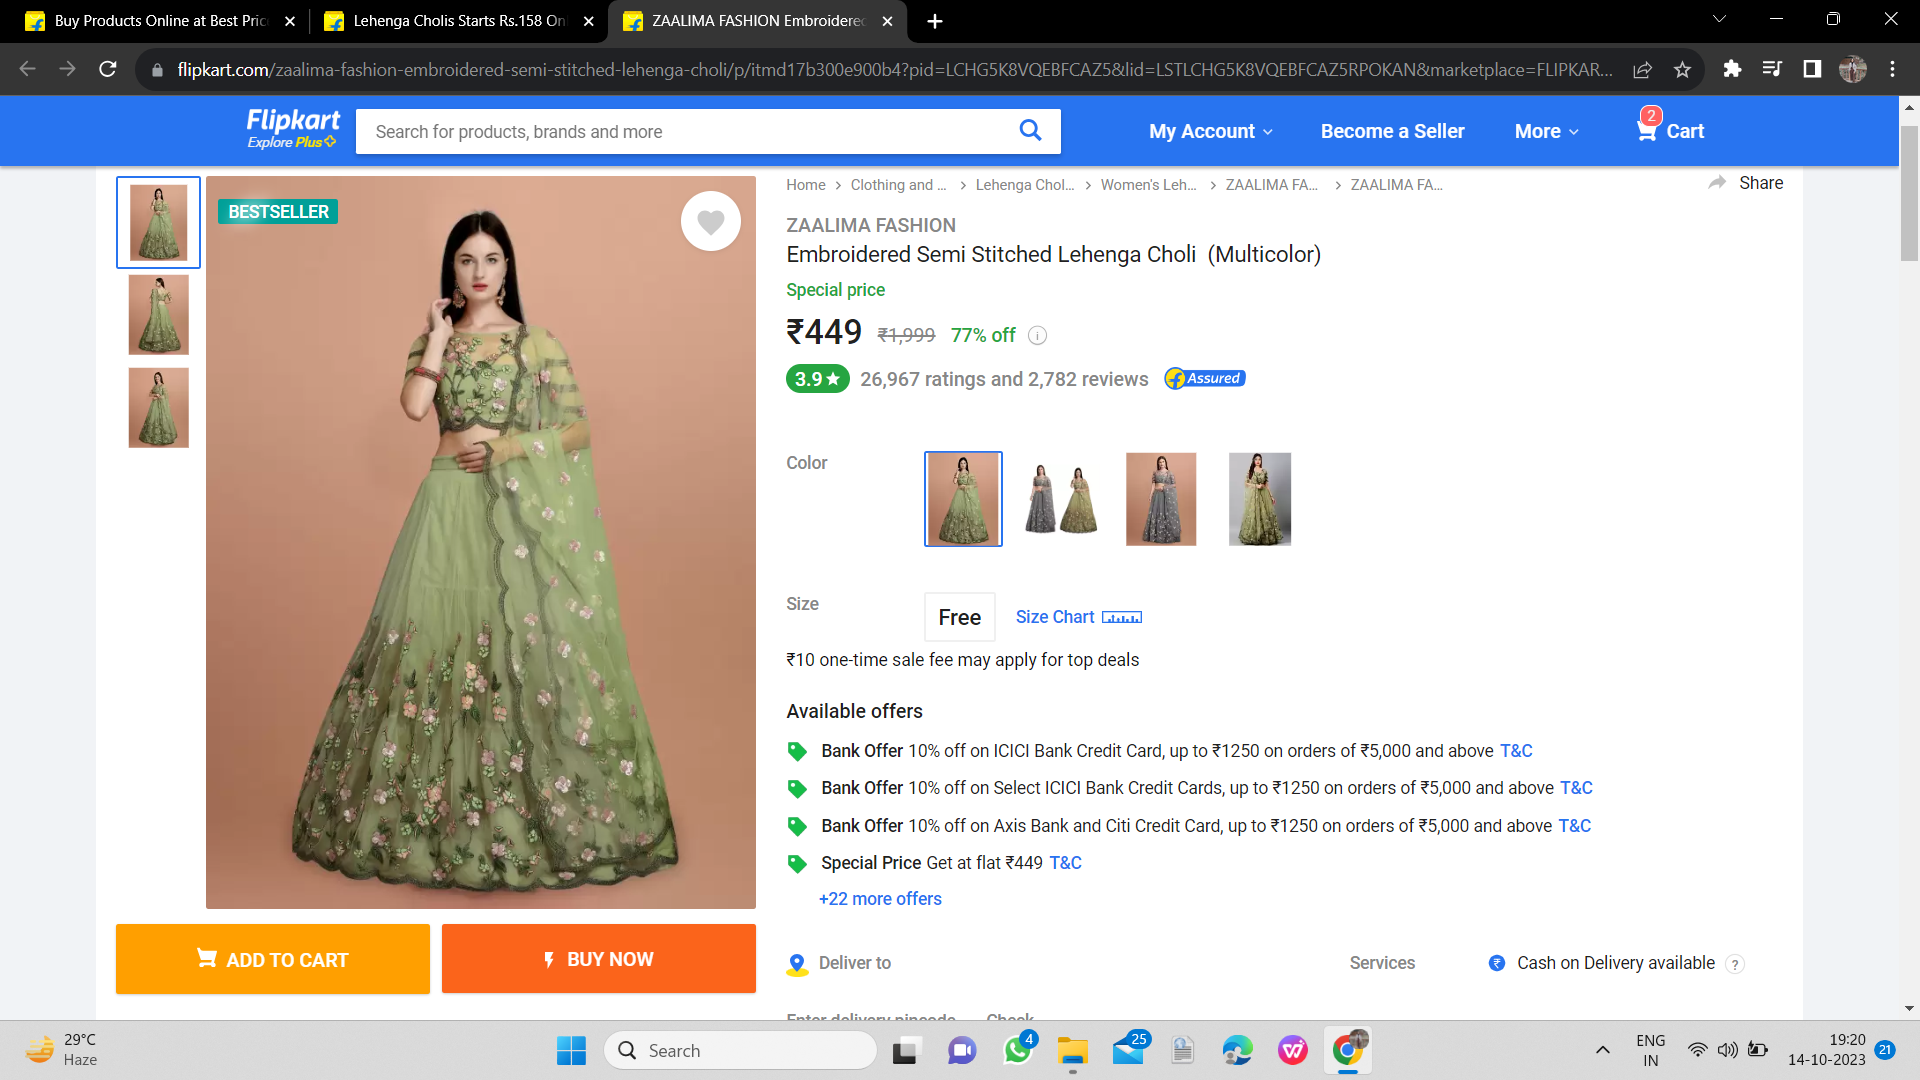 Buy Products Online at Best Pric
Lehenga Cholis Starts Rs.158 On
ZAALIMA FASHION Embroidere
flipkart.com/zaalima-fashion-embroidered-semi-stitched-lehenga-choli/p/itmd17b300e900b4?pid=LCHG5K8VQEBFCAZ5&lid=LSTLCHG5K8VQEBFCAZ5RPOKAN&marketplace=FLIPKAR...
Flipkart
Explore Plus
Search for products, brands and more
My Account
Become a Seller
More
2
Cart
Home > Clothing and ... > Lehenga Chol... > Women's Leh... > ZAALIMA FA... > ZAALIMA FA...
Share
BESTSELLER
ZAALIMA FASHION
Embroidered Semi Stitched Lehenga Choli (Multicolor)
Special price
₹449 ₹1,999 77% off
3.9★ 26,967 ratings and 2,782 reviews Assured
Color
Size
Free
Size Chart
₹10 one-time sale fee may apply for top deals
Available offers
Bank Offer 10% off on ICICI Bank Credit Card, up to ₹1250 on orders of ₹5,000 and above T&C
Bank Offer 10% off on Select ICICI Bank Credit Cards, up to ₹1250 on orders of ₹5,000 and above T&C
Bank Offer 10% off on Axis Bank and Citi Credit Card, up to ₹1250 on orders of ₹5,000 and above T&C
Special Price Get at flat ₹449 T&C
+22 more offers
ADD TO CART
BUY NOW
Deliver to
Services
₹ Cash on Delivery available ?
Enter delivery pincode
Check
29°C
Haze
Search
4
25
ENG
IN
19:20
14-10-2023
21